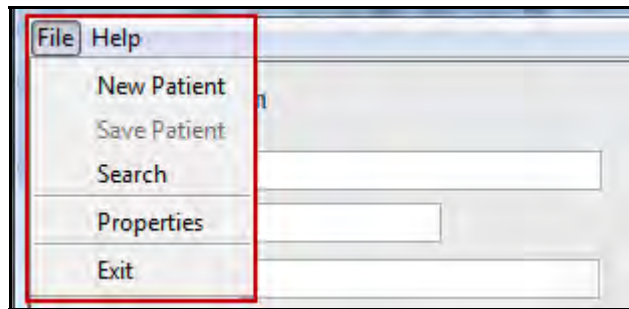 File Help
New Patient
Save Patient
Search
Properties
Exit